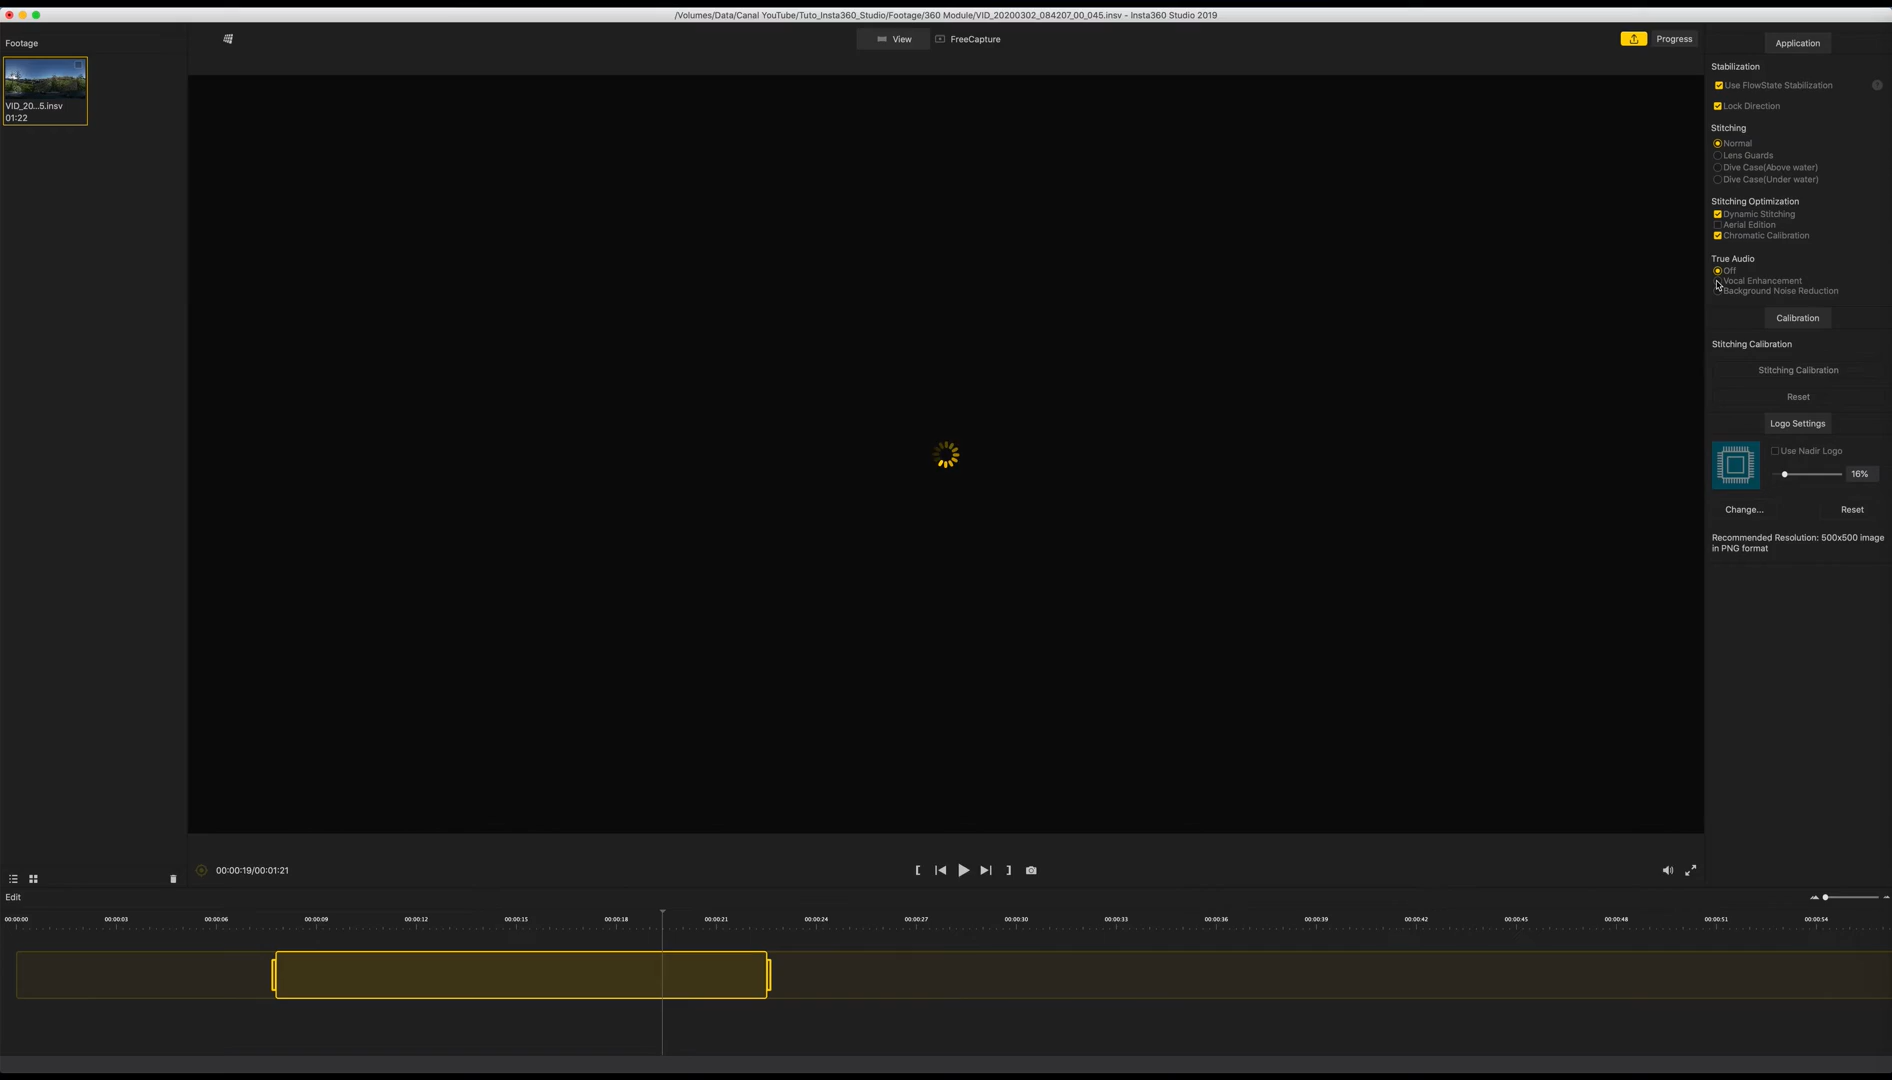 /Volumes/Data/Canal YouTube/Tuto_Insta360_Studio/Footage/360 Module/VID_20200302_084207_00_045.insv - Insta360 Studio 2019
Footage
View
FreeCapture
Progress
Application
VID_20...5.insv
01:22
Stabilization
Use FlowState Stabilization
Lock Direction
Stitching
Normal
Lens Guards
Dive Case(Above water)
Dive Case(Under water)
Stitching Optimization
Dynamic Stitching
Aerial Edition
Chromatic Calibration
True Audio
Off
Vocal Enhancement
Background Noise Reduction
Calibration
Stitching Calibration
Stitching Calibration
Reset
Logo Settings
Use Nadir Logo
16%
Change...
Reset
Recommended Resolution: 500x500 image
in PNG format
00:00:19/00:01:21
Edit
00:00:00 00:00:03 00:00:06 00:00:09 00:00:12 00:00:15 00:00:18 00:00:21 00:00:24 00:00:27 00:00:30 00:00:33 00:00:36 00:00:39 00:00:42 00:00:45 00:00:48 00:00:51 00:00:54